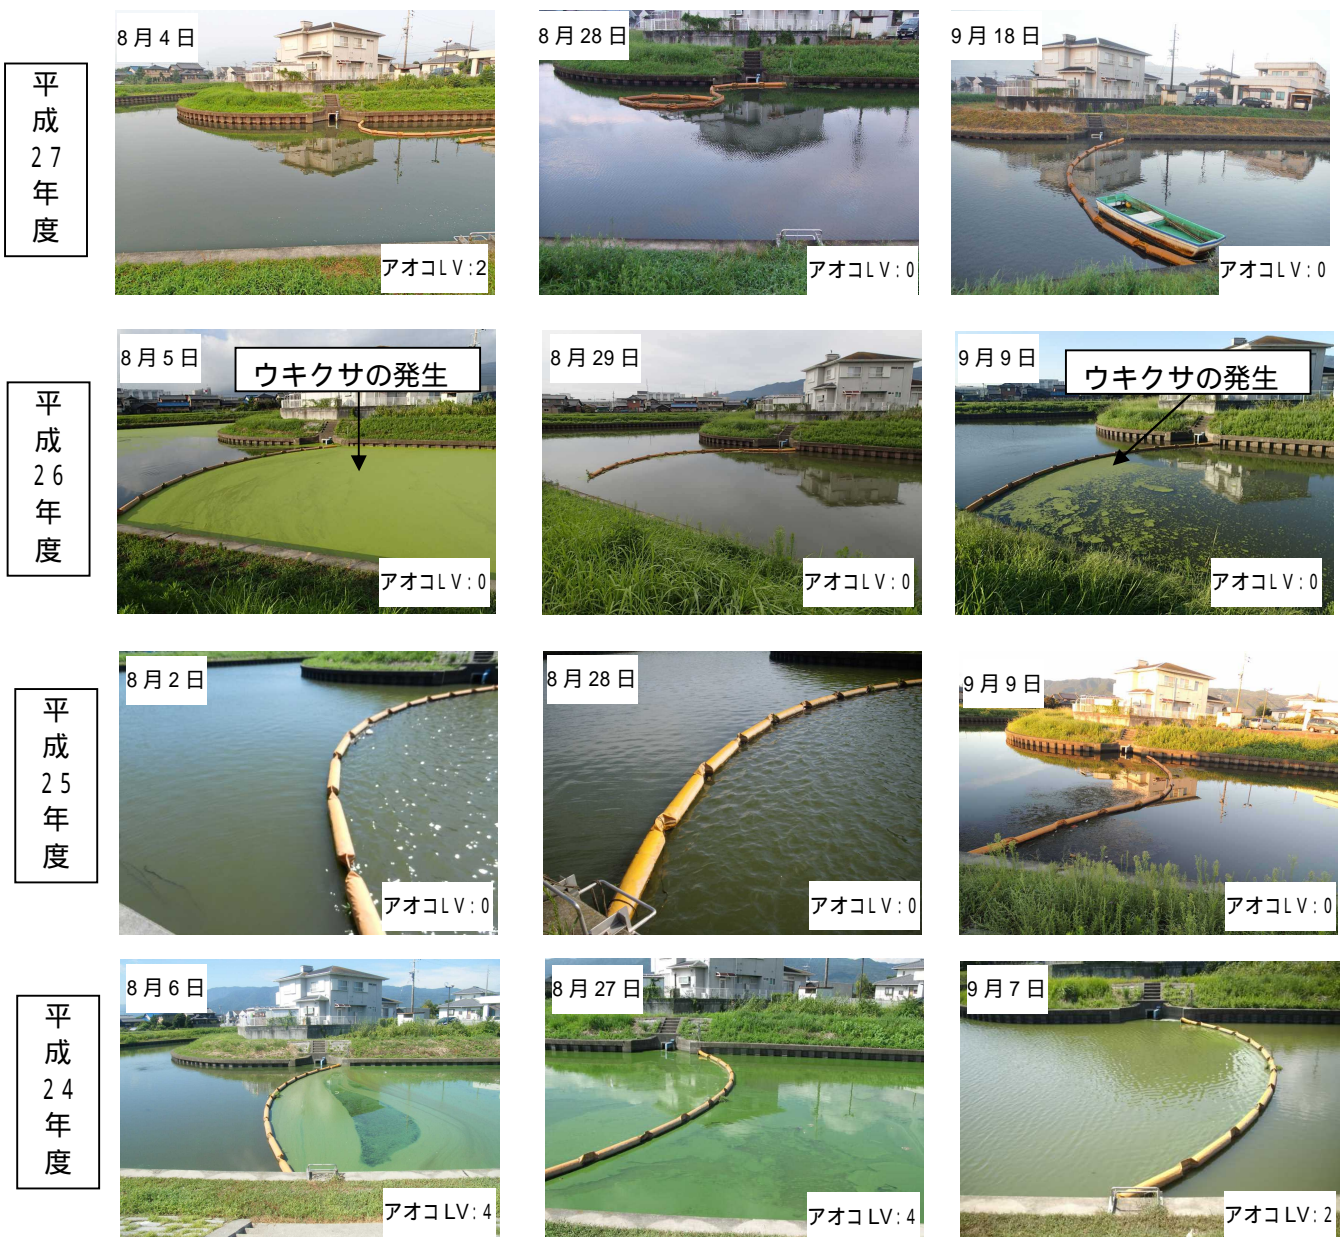 平成27年度
8月4日
アオコLV:2
8月28日
アオコLV:0
9月18日
アオコLV:0
平成26年度
8月5日
ウキクサの発生
アオコLV:0
8月29日
アオコLV:0
9月9日
ウキクサの発生
アオコLV:0
平成25年度
8月2日
アオコLV:0
8月28日
アオコLV:0
9月9日
アオコLV:0
平成24年度
8月6日
アオコLV:4
8月27日
アオコLV:4
9月7日
アオコLV:2